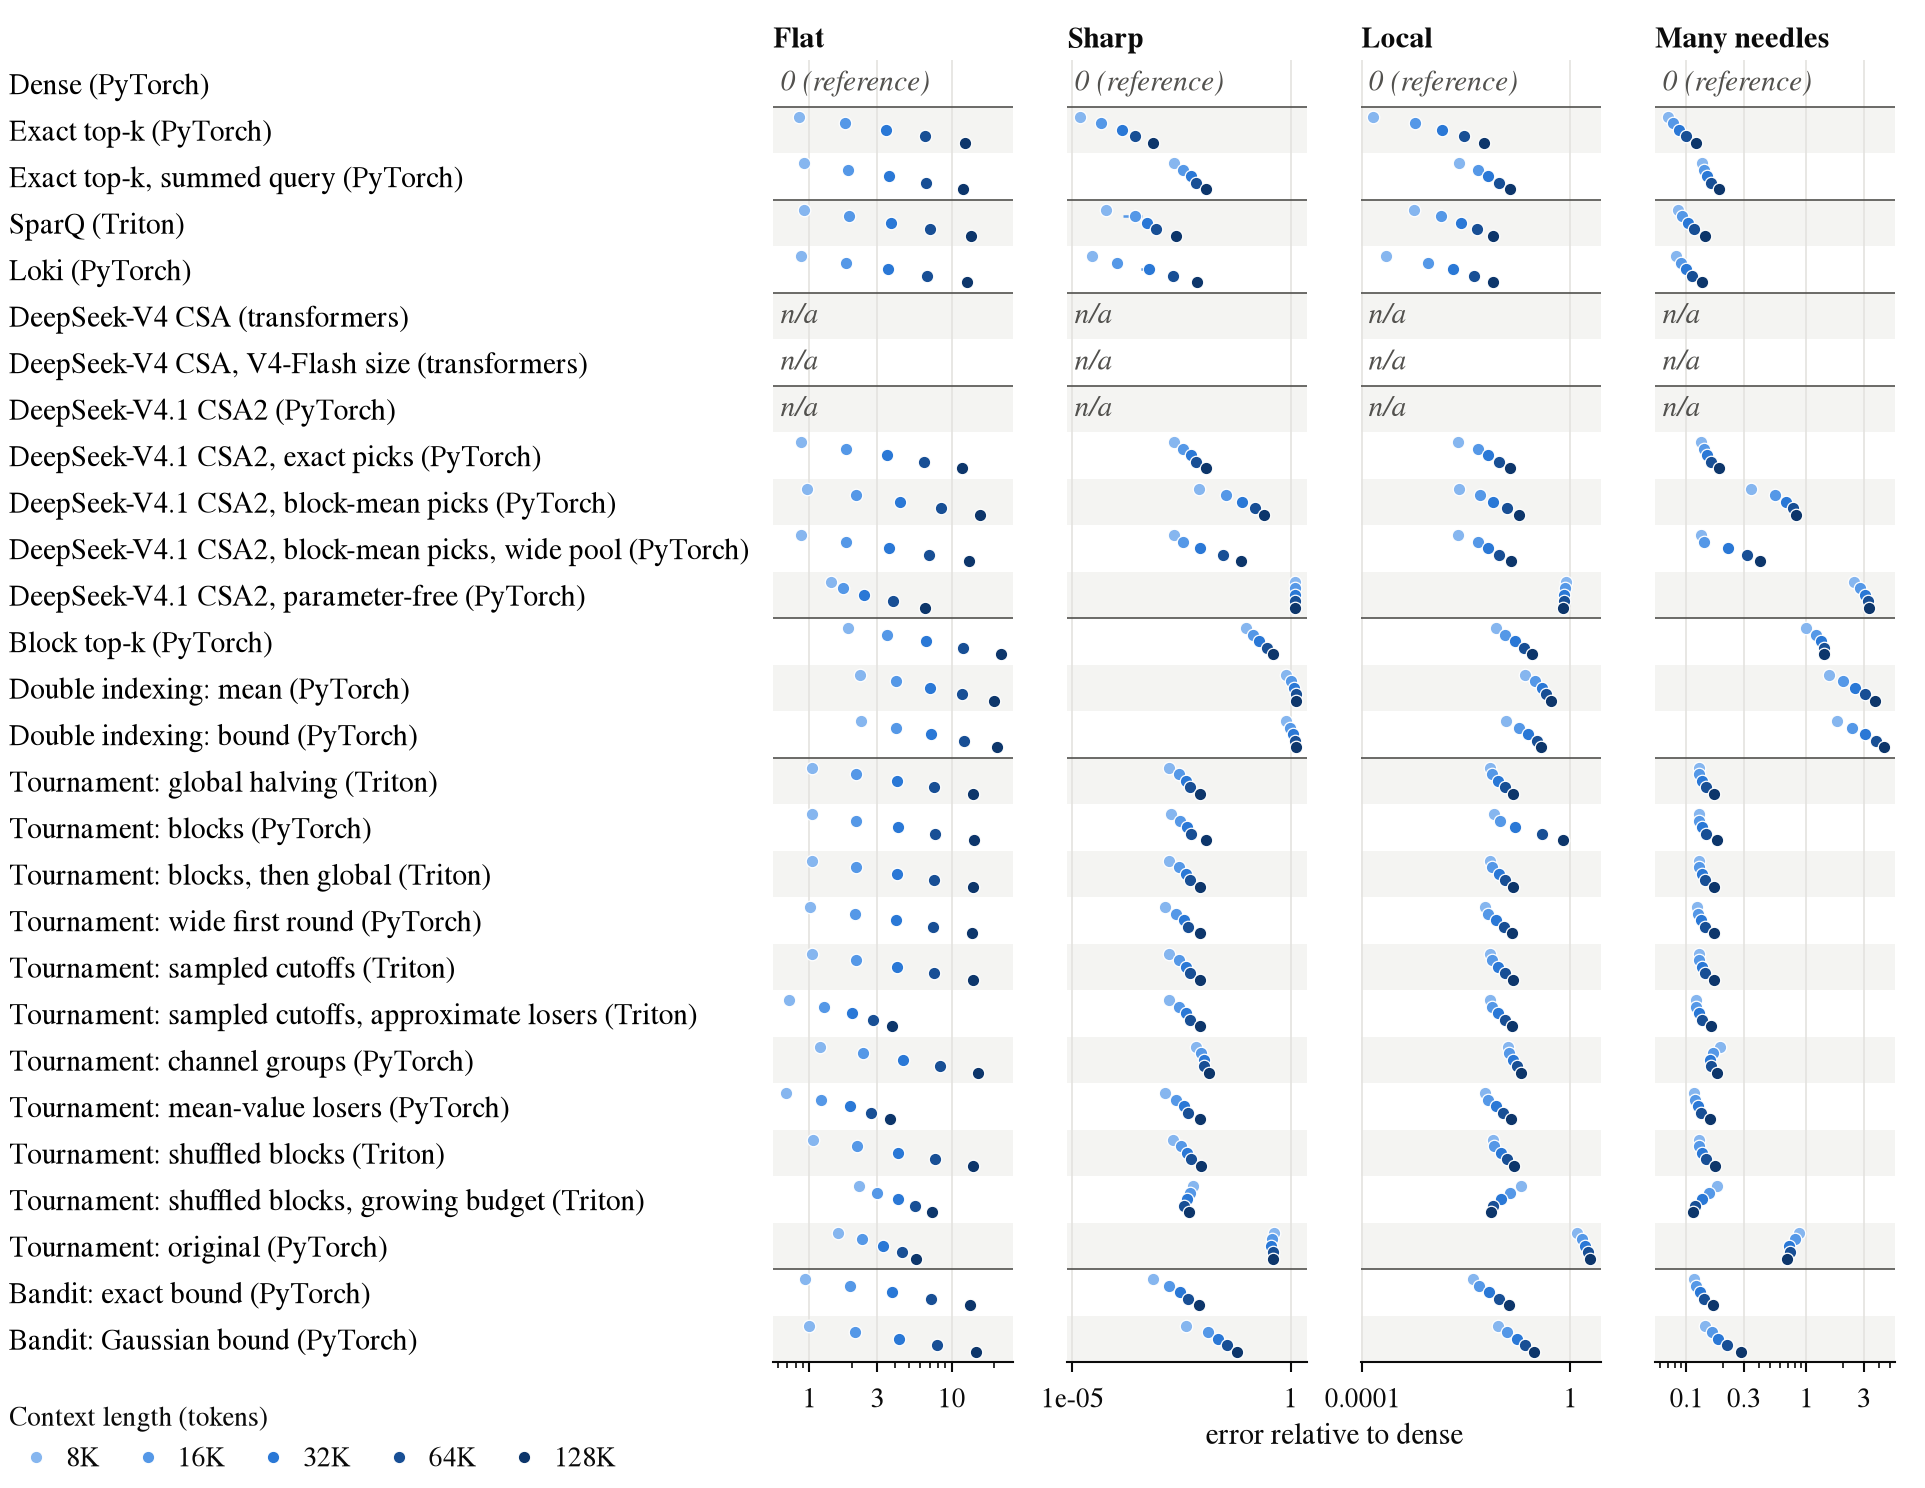 Flat Sharp Local Many needles
Dense (PyTorch) 0 (reference) 0 (reference) 0 (reference) 0 (reference)
Exact top-k (PyTorch)
Exact top-k, summed query (PyTorch)
SparQ (Triton)
Loki (PyTorch)
DeepSeek-V4 CSA (transformers) n/a n/a n/a n/a
DeepSeek-V4 CSA, V4-Flash size (transformers) n/a n/a n/a n/a
DeepSeek-V4.1 CSA2 (PyTorch) n/a n/a n/a n/a
DeepSeek-V4.1 CSA2, exact picks (PyTorch)
DeepSeek-V4.1 CSA2, block-mean picks (PyTorch)
DeepSeek-V4.1 CSA2, block-mean picks, wide pool (PyTorch)
DeepSeek-V4.1 CSA2, parameter-free (PyTorch)
Block top-k (PyTorch)
Double indexing: mean (PyTorch)
Double indexing: bound (PyTorch)
Tournament: global halving (Triton)
Tournament: blocks (PyTorch)
Tournament: blocks, then global (Triton)
Tournament: wide first round (PyTorch)
Tournament: sampled cutoffs (Triton)
Tournament: sampled cutoffs, approximate losers (Triton)
Tournament: channel groups (PyTorch)
Tournament: mean-value losers (PyTorch)
Tournament: shuffled blocks (Triton)
Tournament: shuffled blocks, growing budget (Triton)
Tournament: original (PyTorch)
Bandit: exact bound (PyTorch)
Bandit: Gaussian bound (PyTorch)
1 3 10 1e-05 1 0.0001 1 0.1 0.3 1 3
error relative to dense
Context length (tokens)
8K 16K 32K 64K 128K